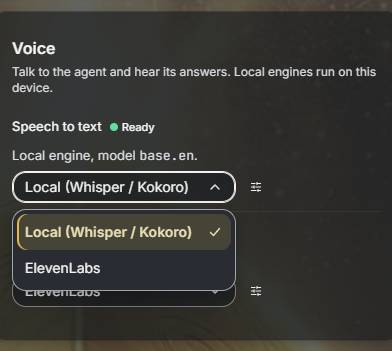 Voice
Talk to the agent and hear its answers. Local engines run on this
device.
Speech to text Ready
Local engine, model base.en.
Local (Whisper / Kokoro)
Local (Whisper / Kokoro)
ElevenLabs
ElevenLabs